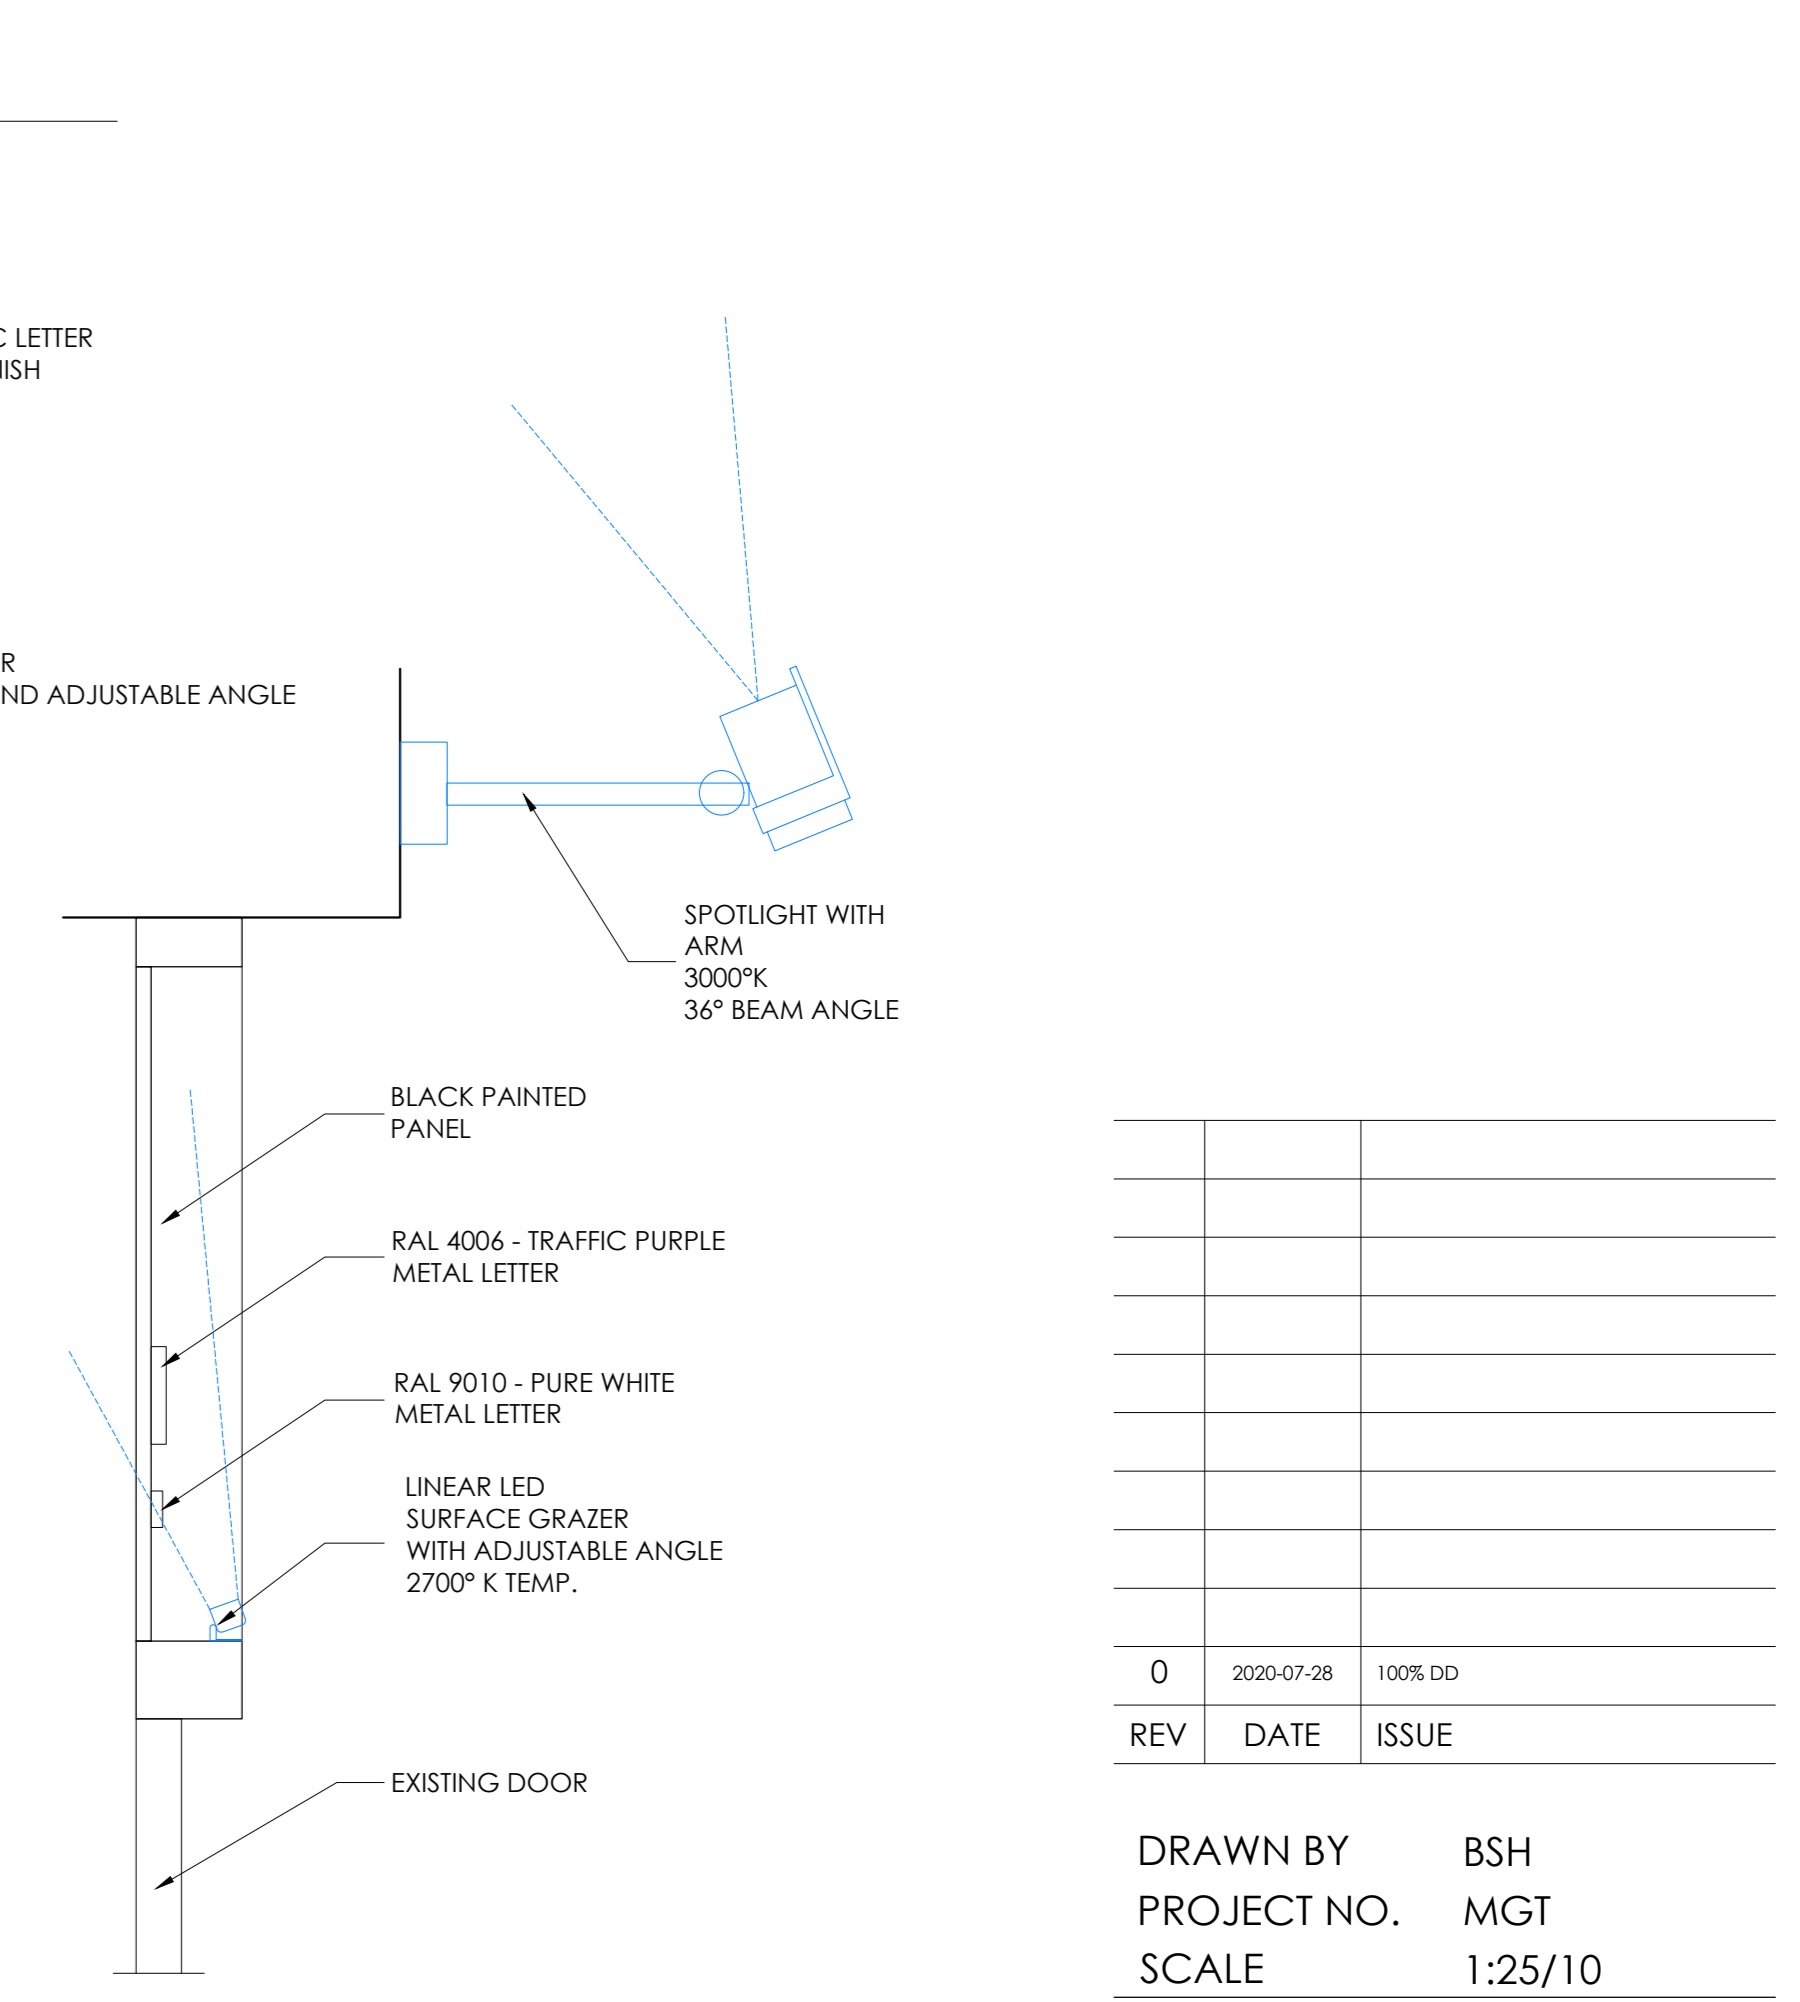 C LETTER
R
ND ADJUSTABLE ANGLE
SPOTLIGHT WITH
ARM
3000°K
36° BEAM ANGLE
BLACK PAINTED
PANEL
RAL 4006 - TRAFFIC PURPLE
METAL LETTER
RAL 9010 - PURE WHITE
METAL LETTER
LINEAR LED
SURFACE GRAZER
WITH ADJUSTABLE ANGLE
2700° K TEMP.
EXISTING DOOR
0 2020-07-28 100% DD
REV DATE ISSUE
DRAWN BY BSH
PROJECT NO. MGT
SCALE 1:25/10